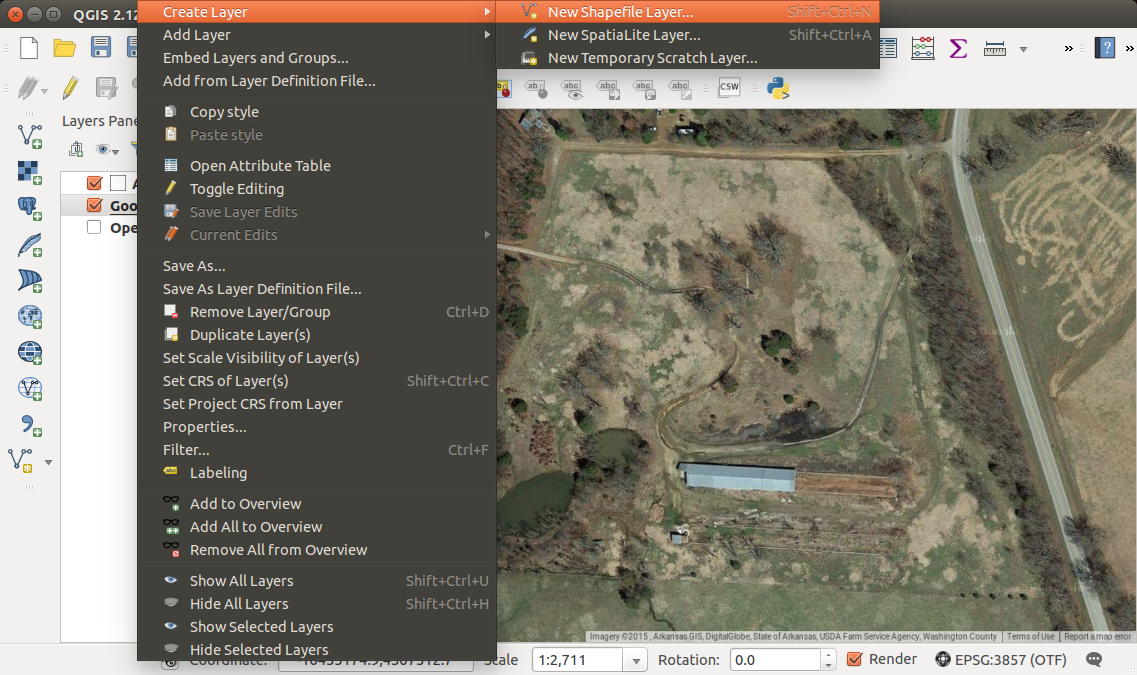 QGIS 2.12
Create Layer
Add Layer
Embed Layers and Groups...
Add from Layer Definition File...
Copy style
Paste style
Open Attribute Table
Toggle Editing
Save Layer Edits
Current Edits
Save As...
Save As Layer Definition File...
Remove Layer/Group Ctrl+D
Duplicate Layer(s)
Set Scale Visibility of Layer(s)
Set CRS of Layer(s) Shift+Ctrl+C
Set Project CRS from Layer
Properties...
Filter... Ctrl+F
abc Labeling
Add to Overview
Add All to Overview
Remove All from Overview
Show All Layers Shift+Ctrl+U
Hide All Layers Shift+Ctrl+H
Show Selected Layers
Hide Selected Layers
New Shapefile Layer... Shift+Ctrl+N
New SpatiaLite Layer... Shift+Ctrl+A
New Temporary Scratch Layer...
abc abc abc abc abc CSW
Layers Pane
A
Goo
Ope
Imagery ©2015 , Arkansas GIS, DigitalGlobe, State of Arkansas, USDA Farm Service Agency, Washington County Terms of Use Report a map error
Coordinate: Scale 1:2,711 Rotation: 0.0 Render EPSG:3857 (OTF)